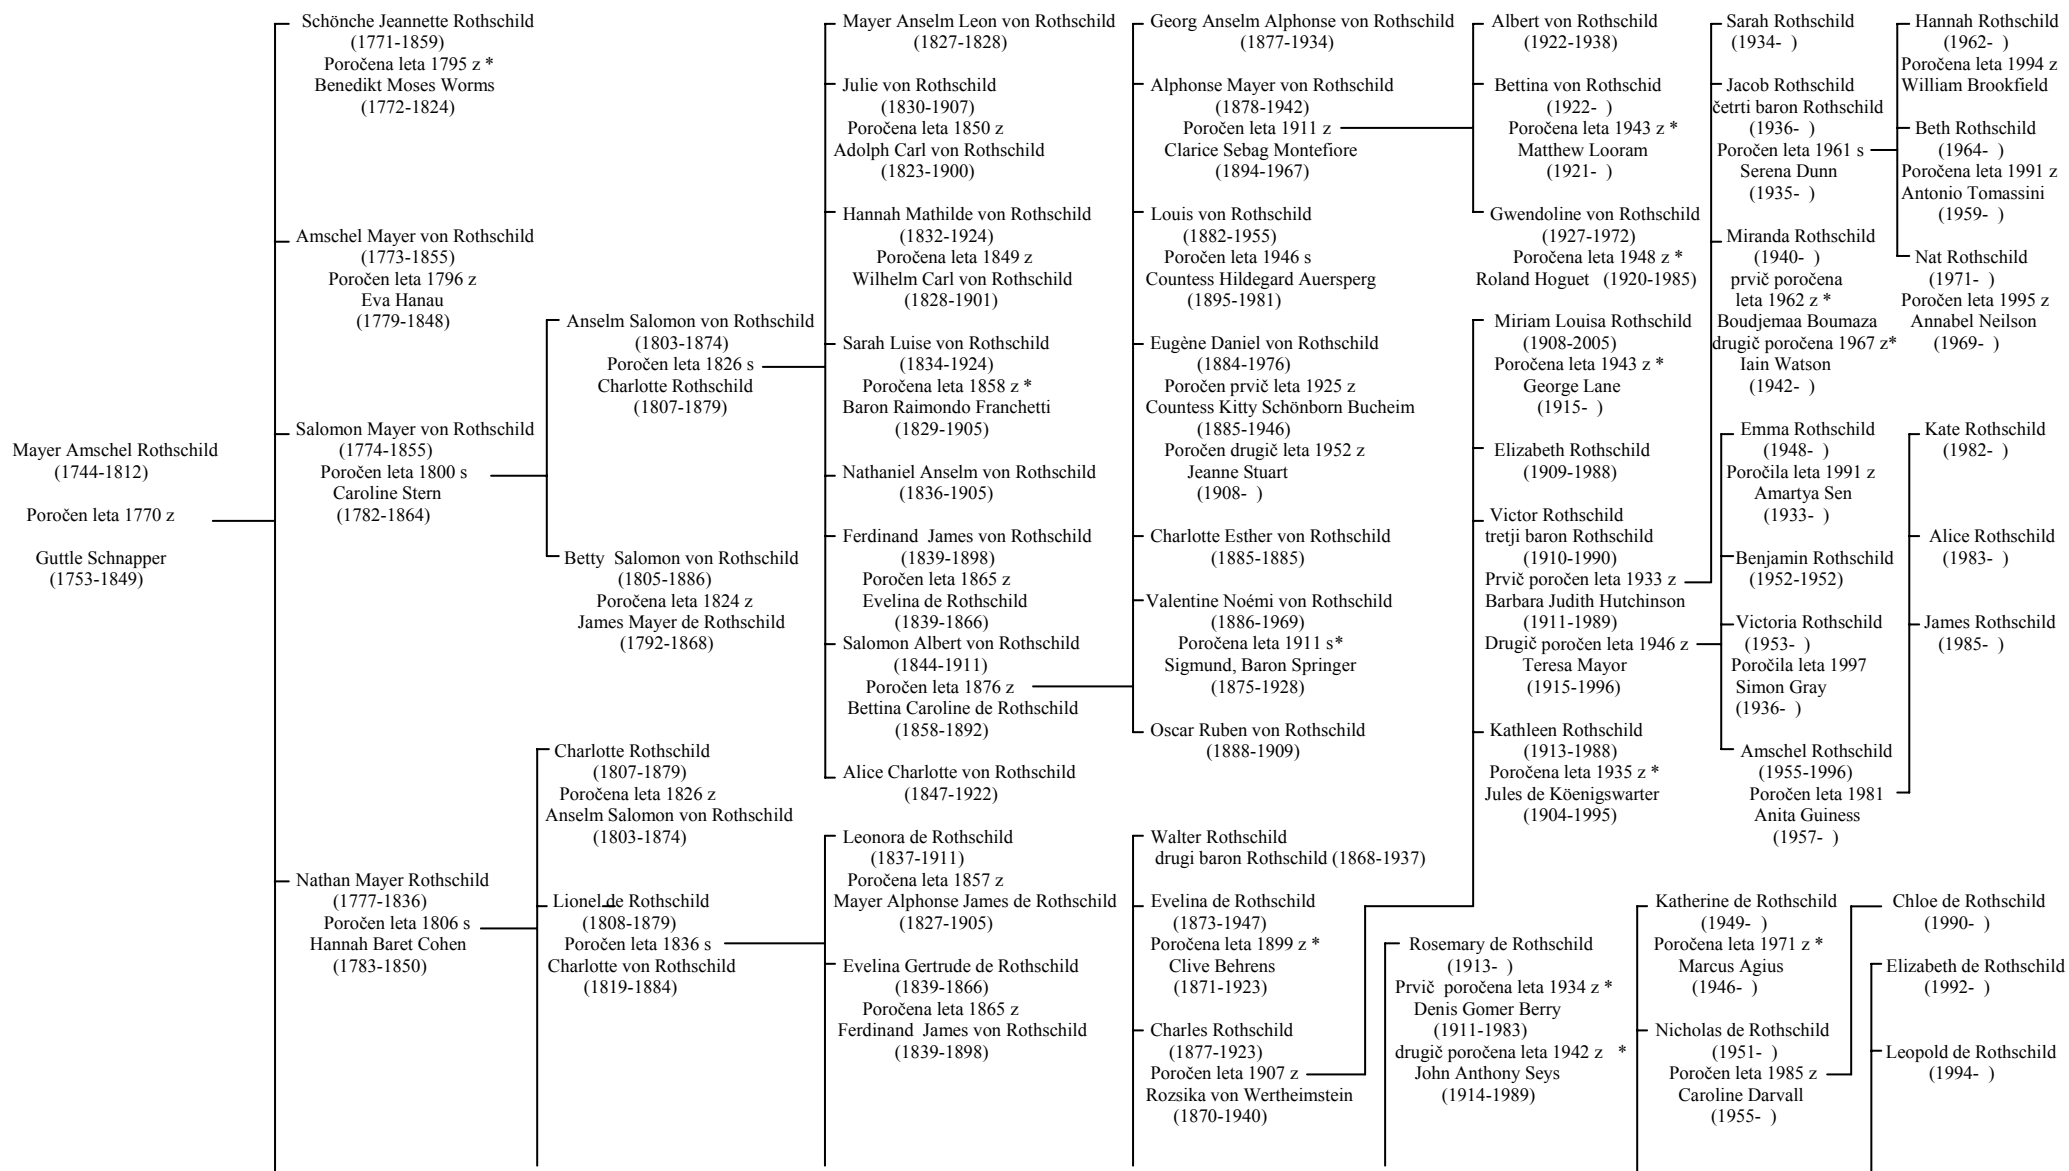 Mayer Amschel Rothschild
(1744-1812)
Poročen leta 1770 z
Guttle Schnapper
(1753-1849)
Schönche Jeannette Rothschild
(1771-1859)
Poročena leta 1795 z *
Benedikt Moses Worms
(1772-1824)
Amschel Mayer von Rothschild
(1773-1855)
Poročen leta 1796 z
Eva Hanau
(1779-1848)
Salomon Mayer von Rothschild
(1774-1855)
Poročen leta 1800 s
Caroline Stern
(1782-1864)
Nathan Mayer Rothschild
(1777-1836)
Poročen leta 1806 s
Hannah Baret Cohen
(1783-1850)
Anselm Salomon von Rothschild
(1803-1874)
Poročen leta 1826 s
Charlotte Rothschild
(1807-1879)
Betty Salomon von Rothschild
(1805-1886)
Poročena leta 1824 z
James Mayer de Rothschild
(1792-1868)
Charlotte Rothschild
(1807-1879)
Poročena leta 1826 z
Anselm Salomon von Rothschild
(1803-1874)
Lionel de Rothschild
(1808-1879)
Poročen leta 1836 s
Charlotte von Rothschild
(1819-1884)
Mayer Anselm Leon von Rothschild
(1827-1828)
Julie von Rothschild
(1830-1907)
Poročena leta 1850 z
Adolph Carl von Rothschild
(1823-1900)
Hannah Mathilde von Rothschild
(1832-1924)
Poročena leta 1849 z
Wilhelm Carl von Rothschild
(1828-1901)
Sarah Luise von Rothschild
(1834-1924)
Poročena leta 1858 z *
Baron Raimondo Franchetti
(1829-1905)
Nathaniel Anselm von Rothschild
(1836-1905)
Ferdinand James von Rothschild
(1839-1898)
Poročen leta 1865 z
Evelina de Rothschild
(1839-1866)
Salomon Albert von Rothschild
(1844-1911)
Poročen leta 1876 z
Bettina Caroline de Rothschild
(1858-1892)
Alice Charlotte von Rothschild
(1847-1922)
Leonora de Rothschild
(1837-1911)
Poročena leta 1857 z
Mayer Alphonse James de Rothschild
(1827-1905)
Evelina Gertrude de Rothschild
(1839-1866)
Poročena leta 1865 z
Ferdinand James von Rothschild
(1839-1898)
Georg Anselm Alphonse von Rothschild
(1877-1934)
Alphonse Mayer von Rothschild
(1878-1942)
Poročen leta 1911 z
Clarice Sebag Montefiore
(1894-1967)
Louis von Rothschild
(1882-1955)
Poročen leta 1946 s
Countess Hildegard Auersperg
(1895-1981)
Eugène Daniel von Rothschild
(1884-1976)
Poročen prvič leta 1925 z
Countess Kitty Schönborn Bucheim
(1885-1946)
Poročen drugič leta 1952 z
Jeanne Stuart
(1908- )
Charlotte Esther von Rothschild
(1885-1885)
Valentine Noémi von Rothschild
(1886-1969)
Poročena leta 1911 s*
Sigmund, Baron Springer
(1875-1928)
Oscar Ruben von Rothschild
(1888-1909)
Walter Rothschild
drugi baron Rothschild (1868-1937)
Evelina de Rothschild
(1873-1947)
Poročena leta 1899 z *
Clive Behrens
(1871-1923)
Charles Rothschild
(1877-1923)
Poročen leta 1907 z
Rozsika von Wertheimstein
(1870-1940)
Albert von Rothschild
(1922-1938)
Bettina von Rothschid
(1922- )
Poročena leta 1943 z *
Matthew Looram
(1921- )
Gwendoline von Rothschild
(1927-1972)
Poročena leta 1948 z *
Roland Hoguet (1920-1985)
Miriam Louisa Rothschild
(1908-2005)
Poročena leta 1943 z *
George Lane
(1915- )
Elizabeth Rothschild
(1909-1988)
Victor Rothschild
tretji baron Rothschild
(1910-1990)
Prvič poročen leta 1933 z
Barbara Judith Hutchinson
(1911-1989)
Drugič poročen leta 1946 z
Teresa Mayor
(1915-1996)
Kathleen Rothschild
(1913-1988)
Poročena leta 1935 z *
Jules de Köenigswarter
(1904-1995)
Rosemary de Rothschild
(1913- )
Prvič poročena leta 1934 z *
Denis Gomer Berry
(1911-1983)
drugič poročena leta 1942 z *
John Anthony Seys
(1914-1989)
Sarah Rothschild
(1934- )
Jacob Rothschild
četrti baron Rothschild
(1936- )
Poročen leta 1961 s
Serena Dunn
(1935- )
Miranda Rothschild
(1940- )
prvič poročena
leta 1962 z *
Boudjemaa Boumaza
drugič poročena 1967 z*
Iain Watson
(1942- )
Emma Rothschild
(1948- )
Poročila leta 1991 z
Amartya Sen
(1933- )
Benjamin Rothschild
(1952-1952)
Victoria Rothschild
(1953- )
Poročila leta 1997
Simon Gray
(1936- )
Amschel Rothschild
(1955-1996)
Poročen leta 1981
Anita Guiness
(1957- )
Katherine de Rothschild
(1949- )
Poročena leta 1971 z *
Marcus Agius
(1946- )
Nicholas de Rothschild
(1951- )
Poročen leta 1985 z
Caroline Darvall
(1955- )
Hannah Rothschild
(1962- )
Poročena leta 1994 z
William Brookfield
Beth Rothschild
(1964- )
Poročena leta 1991 z
Antonio Tomassini
(1959- )
Nat Rothschild
(1971- )
Poročen leta 1995 z
Annabel Neilson
(1969- )
Kate Rothschild
(1982- )
Alice Rothschild
(1983- )
James Rothschild
(1985- )
Chloe de Rothschild
(1990- )
Elizabeth de Rothschild
(1992- )
Leopold de Rothschild
(1994- )